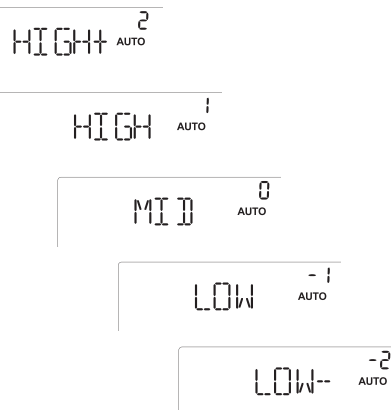 2
HIGH+ AUTO
1
HIGH AUTO
0
MID AUTO
-1
LOW AUTO
-2
LOW-- AUTO